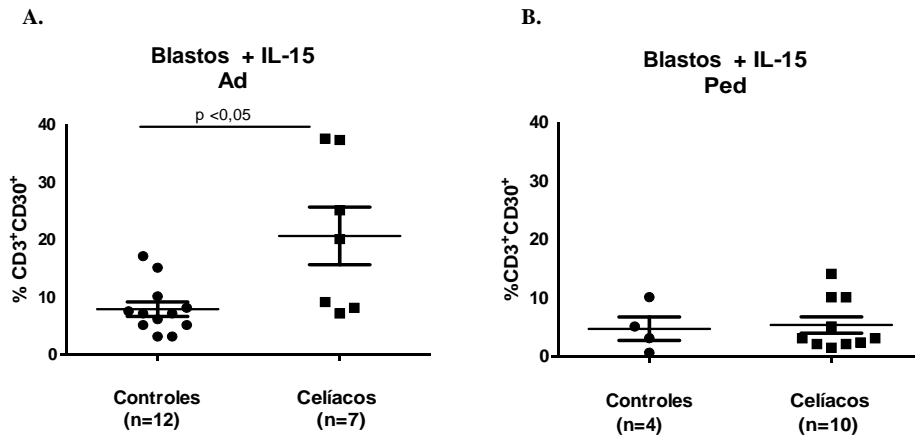 A.
Blastos + IL-15
Ad
p <0,05
% CD3⁺CD30⁺
40
30
20
10
0
Controles
(n=12)
Celíacos
(n=7)
B.
Blastos + IL-15
Ped
%CD3⁺CD30⁺
40
30
20
10
0
Controles
(n=4)
Celíacos
(n=10)